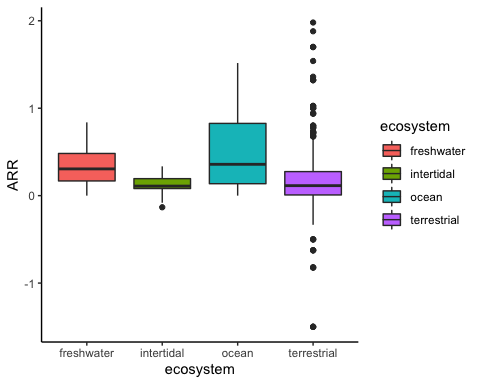 2
1
0
-1
ARR
freshwater intertidal ocean terrestrial
ecosystem
ecosystem
freshwater
intertidal
ocean
terrestrial